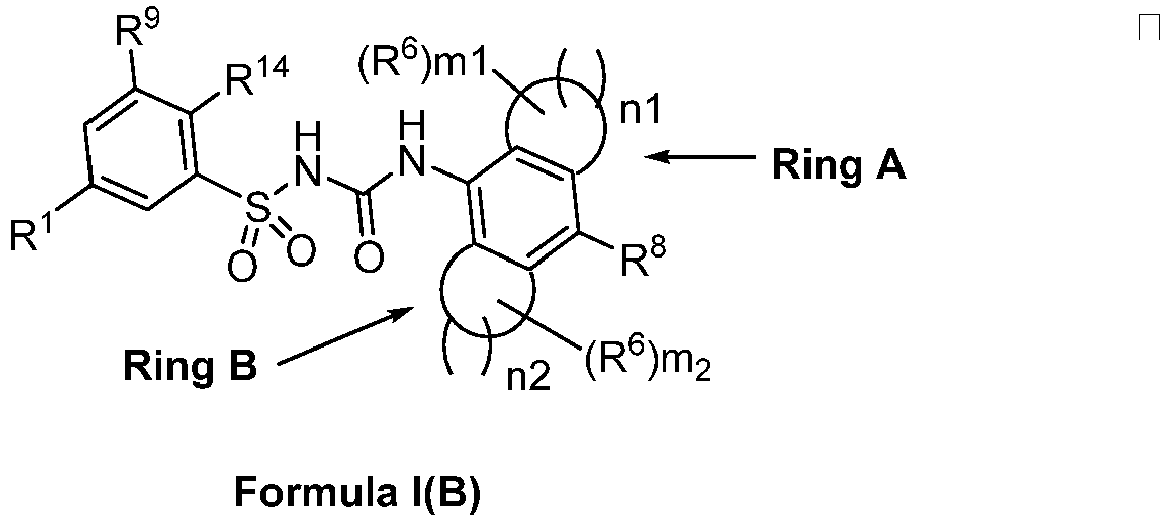 R⁹
R¹⁴
(R⁶)m1
n1
H
N
H
N
Ring A
R¹
S
O
O
O
R⁸
Ring B
n2
(R⁶)m₂
Formula I(B)